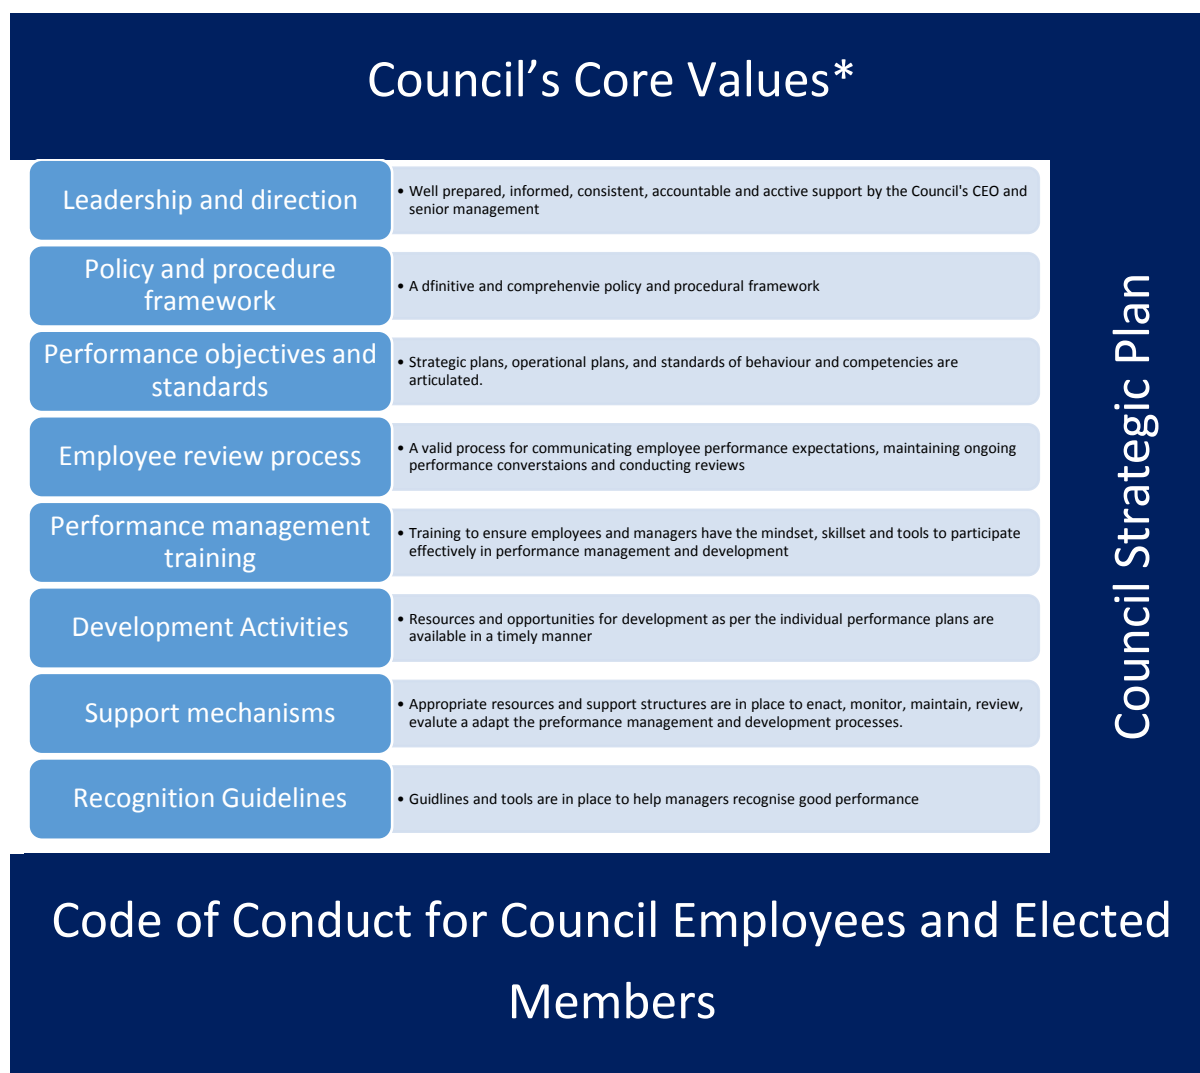 Council's Core Values*
Leadership and direction
• Well prepared, informed, consistent, accountable and acctive support by the Council's CEO and
senior management
Policy and procedure
framework
• A dfinitive and comprehenvie policy and procedural framework
Performance objectives and
standards
• Strategic plans, operational plans, and standards of behaviour and competencies are
articulated.
Employee review process
• A valid process for communicating employee performance expectations, maintaining ongoing
performance converstaions and conducting reviews
Performance management
training
• Training to ensure employees and managers have the mindset, skillset and tools to participate
effectively in performance management and development
Development Activities
• Resources and opportunities for development as per the individual performance plans are
available in a timely manner
Support mechanisms
• Appropriate resources and support structures are in place to enact, monitor, maintain, review,
evalute a adapt the preformance management and development processes.
Recognition Guidelines
• Guidlines and tools are in place to help managers recognise good performance
Council Strategic Plan
Code of Conduct for Council Employees and Elected
Members